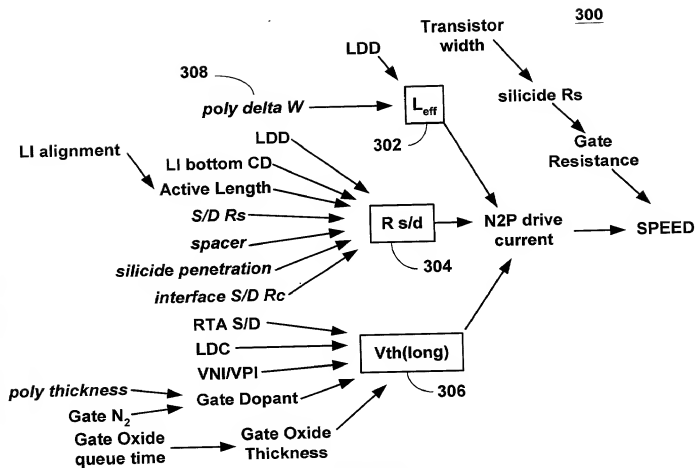 300
Transistor
width
LDD
308
poly delta W
Leff
302
silicide Rs
Gate
Resistance
LDD
LI alignment
LI bottom CD
Active Length
S/D Rs
spacer
silicide penetration
interface S/D Rc
R s/d
304
N2P drive
current
SPEED
RTA S/D
LDC
VNI/VPI
Gate Dopant
Vth(long)
306
poly thickness
Gate N2
Gate Oxide
queue time
Gate Oxide
Thickness